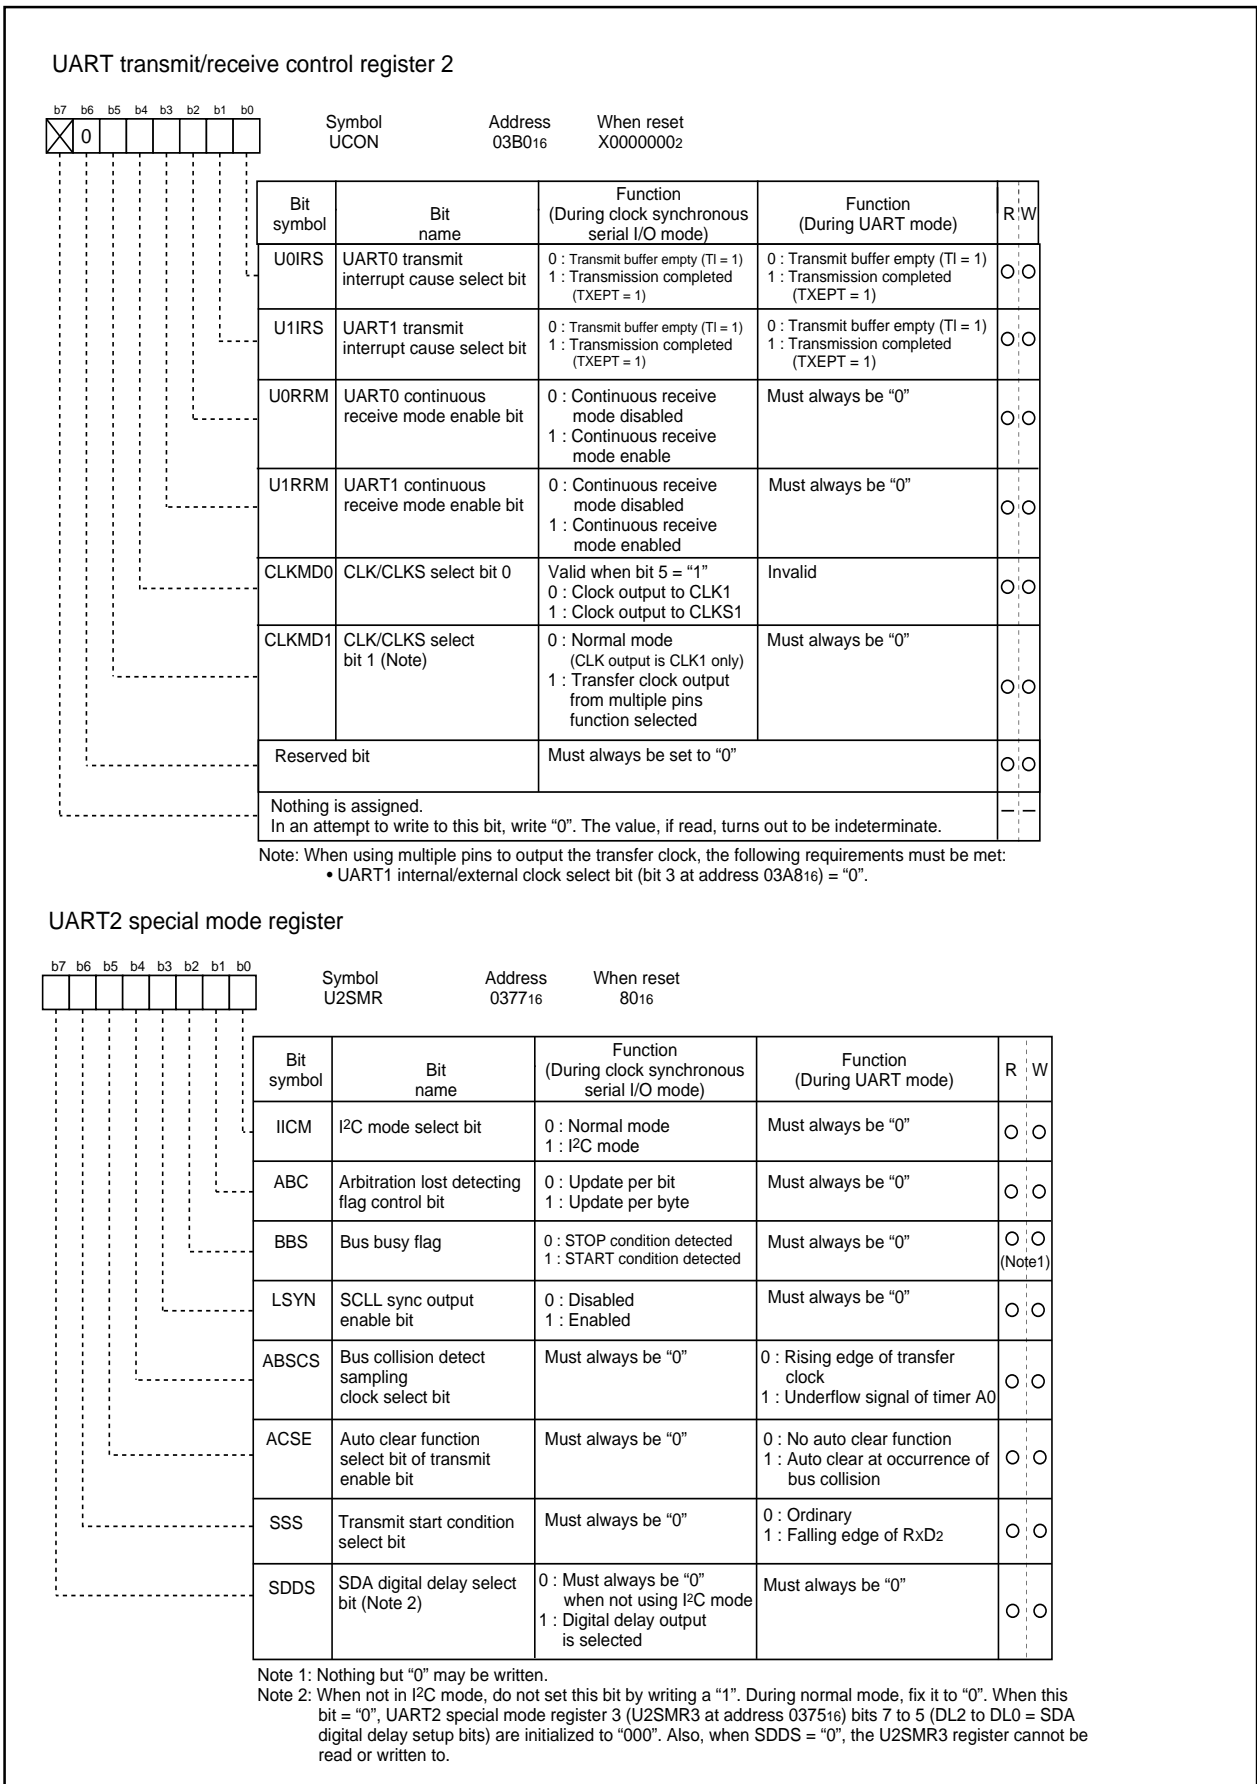 UART transmit/receive control register 2
b7 b6 b5 b4 b3 b2 b1 b0
0
Symbol Address When reset
UCON 03B016 X00000002
Bit symbol Bit name Function (During clock synchronous serial I/O mode) Function (During UART mode) R W
U0IRS UART0 transmit interrupt cause select bit
0 : Transmit buffer empty (TI = 1)
1 : Transmission completed
(TXEPT = 1)
0 : Transmit buffer empty (TI = 1)
1 : Transmission completed
(TXEPT = 1)
U1IRS UART1 transmit interrupt cause select bit
0 : Transmit buffer empty (TI = 1)
1 : Transmission completed
(TXEPT = 1)
0 : Transmit buffer empty (TI = 1)
1 : Transmission completed
(TXEPT = 1)
U0RRM UART0 continuous receive mode enable bit
0 : Continuous receive
mode disabled
1 : Continuous receive
mode enable
Must always be “0”
U1RRM UART1 continuous receive mode enable bit
0 : Continuous receive
mode disabled
1 : Continuous receive
mode enabled
Must always be “0”
CLKMD0 CLK/CLKS select bit 0
Valid when bit 5 = “1”
0 : Clock output to CLK1
1 : Clock output to CLKS1
Invalid
CLKMD1 CLK/CLKS select bit 1 (Note)
0 : Normal mode
(CLK output is CLK1 only)
1 : Transfer clock output
from multiple pins
function selected
Must always be “0”
Reserved bit Must always be set to “0”
Nothing is assigned.
In an attempt to write to this bit, write “0”. The value, if read, turns out to be indeterminate.
Note: When using multiple pins to output the transfer clock, the following requirements must be met:
• UART1 internal/external clock select bit (bit 3 at address 03A816) = “0”.
UART2 special mode register
b7 b6 b5 b4 b3 b2 b1 b0
Symbol Address When reset
U2SMR 037716 8016
Bit symbol Bit name Function (During clock synchronous serial I/O mode) Function (During UART mode) R W
IICM I2C mode select bit
0 : Normal mode
1 : I2C mode
Must always be “0”
ABC Arbitration lost detecting flag control bit
0 : Update per bit
1 : Update per byte
Must always be “0”
BBS Bus busy flag
0 : STOP condition detected
1 : START condition detected
Must always be “0”
(Note1)
LSYN SCLL sync output enable bit
0 : Disabled
1 : Enabled
Must always be “0”
ABSCS Bus collision detect sampling clock select bit
Must always be “0”
0 : Rising edge of transfer
clock
1 : Underflow signal of timer A0
ACSE Auto clear function select bit of transmit enable bit
Must always be “0”
0 : No auto clear function
1 : Auto clear at occurrence of
bus collision
SSS Transmit start condition select bit
Must always be “0”
0 : Ordinary
1 : Falling edge of RxD2
SDDS SDA digital delay select bit (Note 2)
0 : Must always be “0”
when not using I2C mode
1 : Digital delay output
is selected
Must always be “0”
Note 1: Nothing but “0” may be written.
Note 2: When not in I2C mode, do not set this bit by writing a “1”. During normal mode, fix it to “0”. When this
bit = “0”, UART2 special mode register 3 (U2SMR3 at address 037516) bits 7 to 5 (DL2 to DL0 = SDA
digital delay setup bits) are initialized to “000”. Also, when SDDS = “0”, the U2SMR3 register cannot be
read or written to.